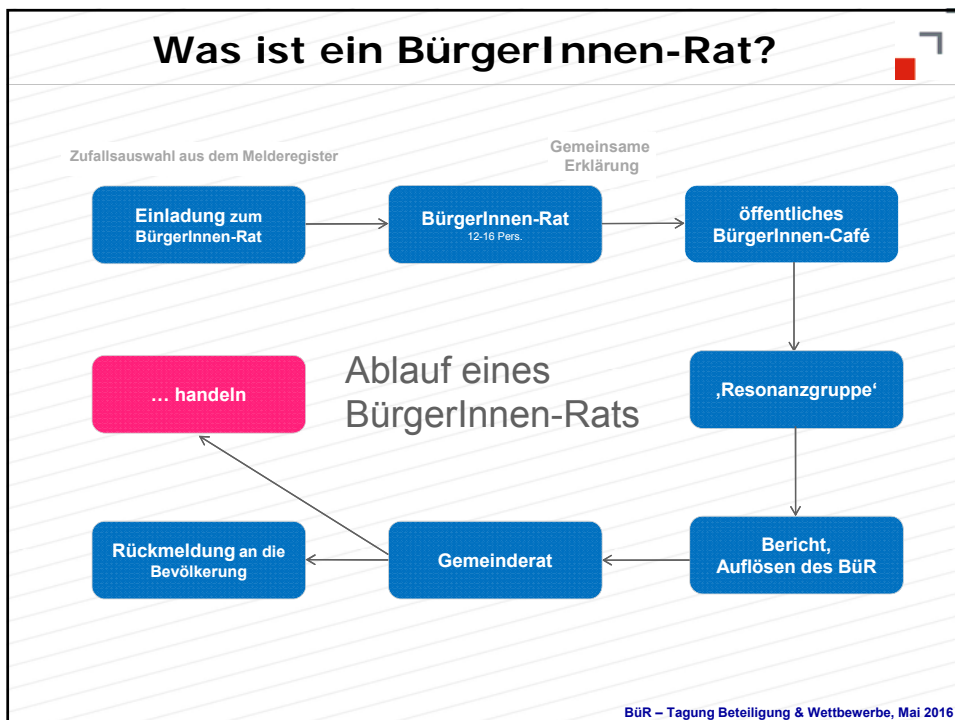 Was ist ein BürgerInnen-Rat?
Zufallsauswahl aus dem Melderegister
Gemeinsame
Erklärung
Einladung zum
BürgerInnen-Rat
BürgerInnen-Rat
12-16 Pers.
öffentliches
BürgerInnen-Café
… handeln
Ablauf eines
BürgerInnen-Rats
‚Resonanzgruppe‘
Rückmeldung an die
Bevölkerung
Gemeinderat
Bericht,
Auflösen des BüR
BüR – Tagung Beteiligung & Wettbewerbe, Mai 2016